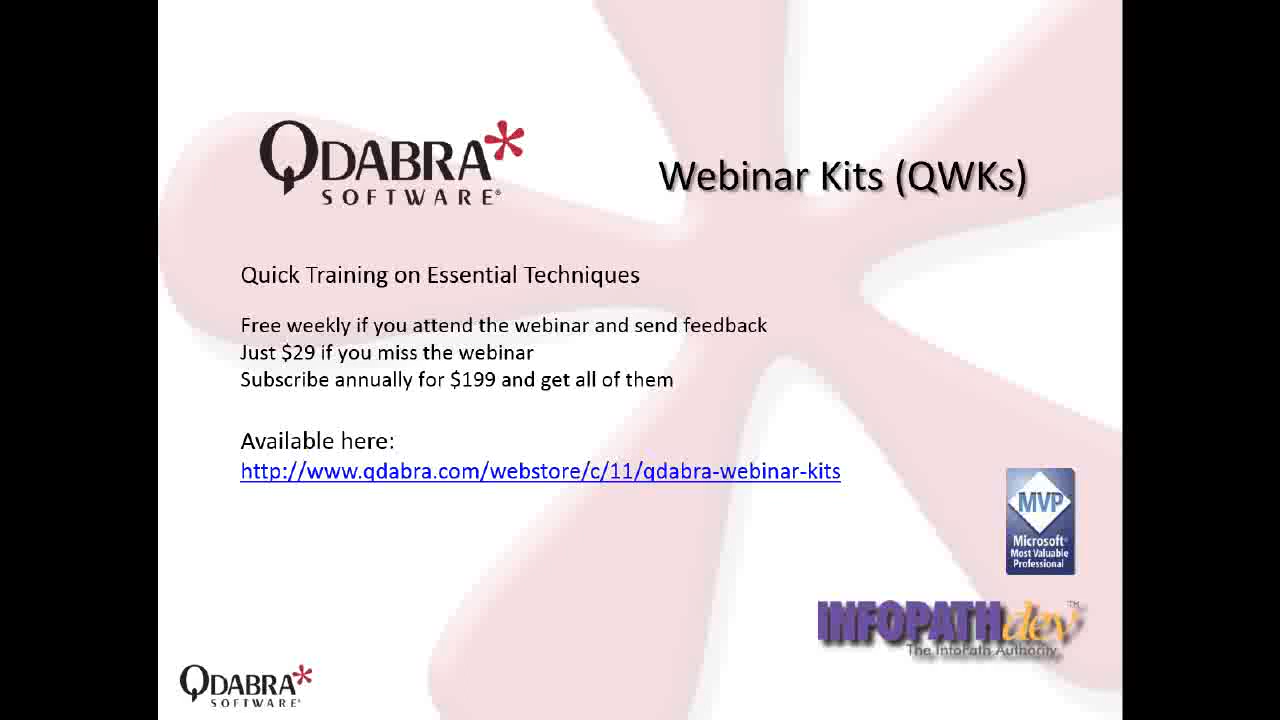 QDABRA
SOFTWARE®
Webinar Kits (QWKs)
Quick Training on Essential Techniques
Free weekly if you attend the webinar and send feedback
Just $29 if you miss the webinar
Subscribe annually for $199 and get all of them
Available here:
http://www.qdabra.com/webstore/c/11/qdabra-webinar-kits
MVP
Microsoft®
Most Valuable
Professional
INFOPATHdev™
The InfoPath Authority
QDABRA
SOFTWARE®